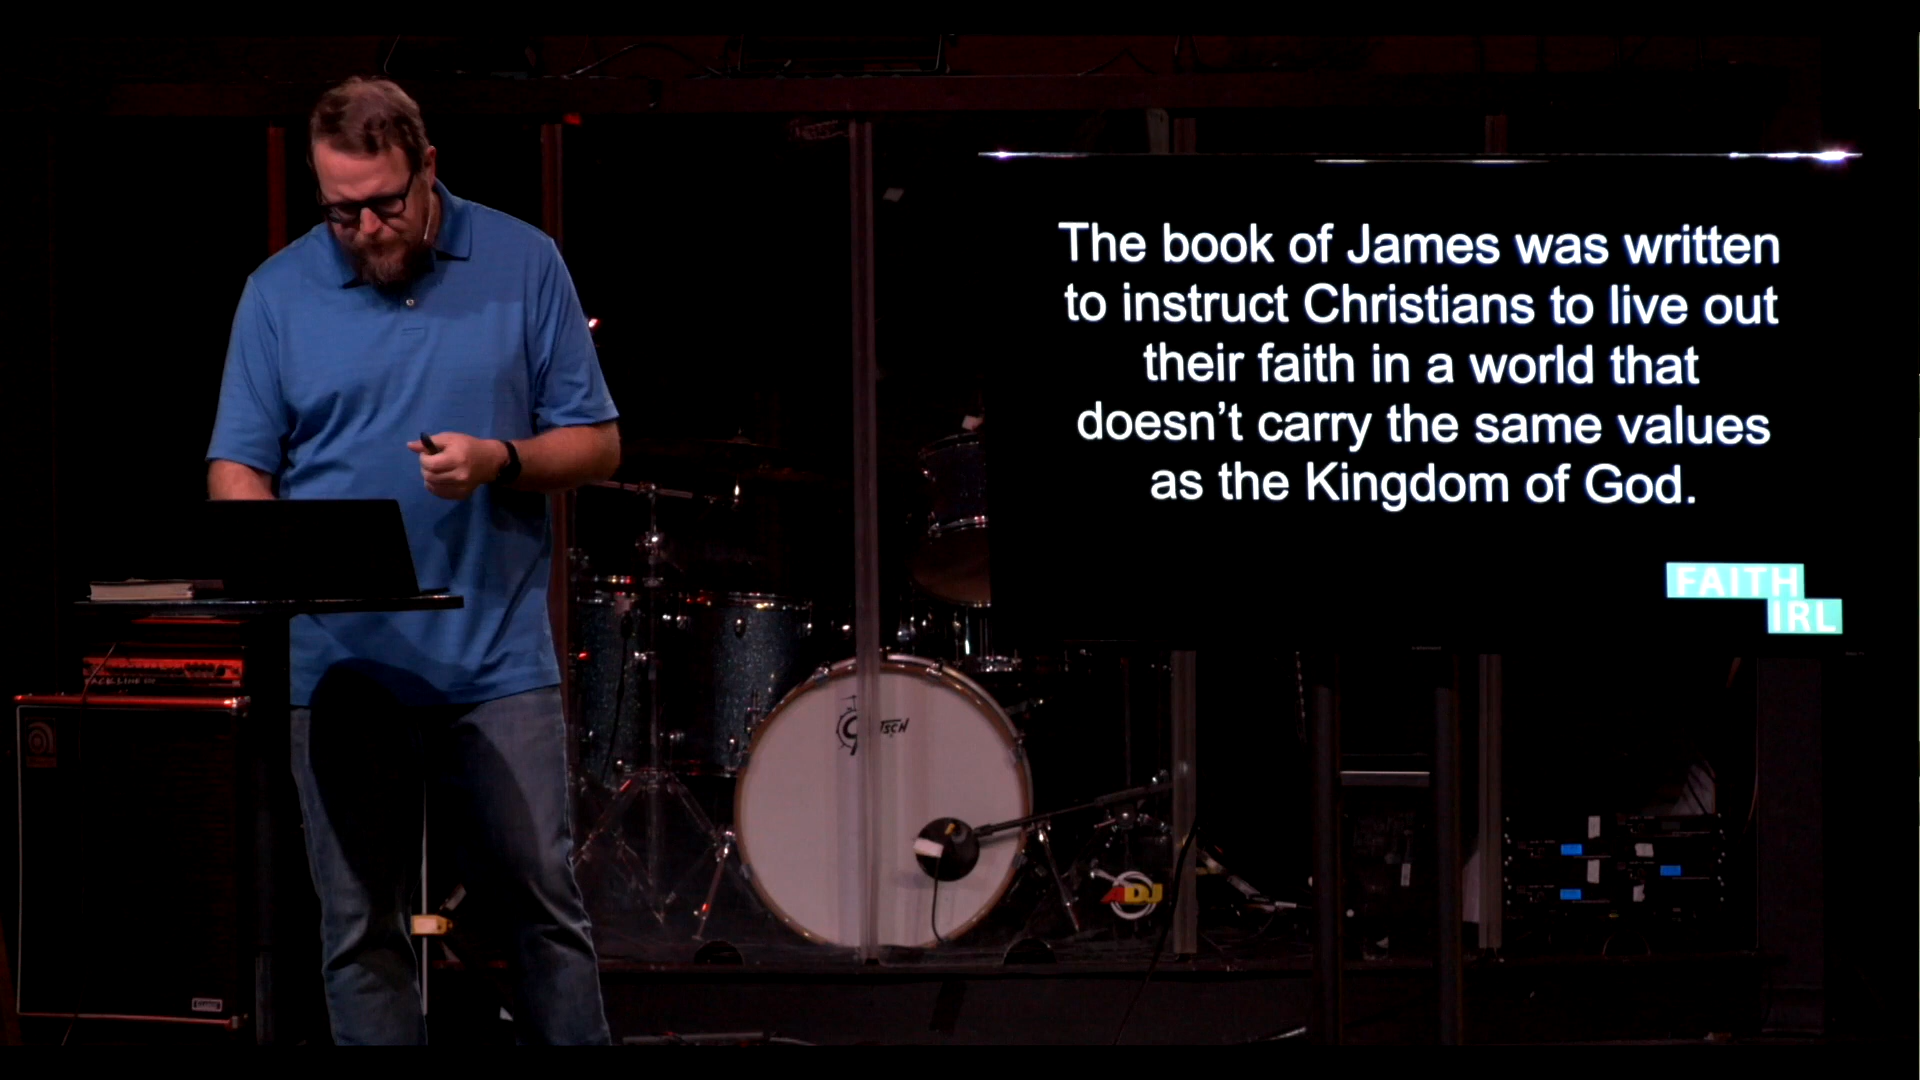 The book of James was written
to instruct Christians to live out
their faith in a world that
doesn’t carry the same values
as the Kingdom of God.
FAITH
IRL
ADJ